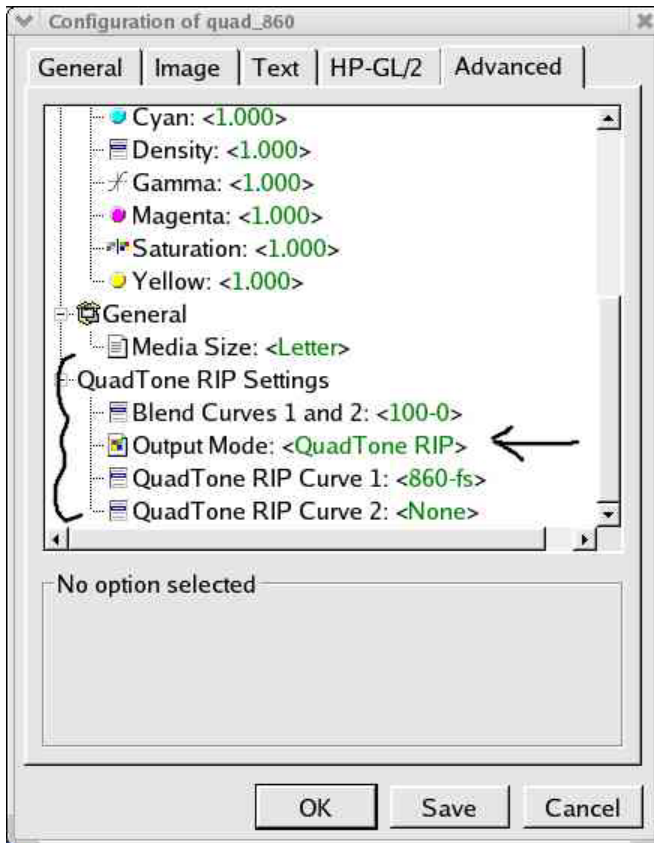 Configuration of quad_860
General Image Text HP-GL/2 Advanced
Cyan: <1.000>
Density: <1.000>
Gamma: <1.000>
Magenta: <1.000>
Saturation: <1.000>
Yellow: <1.000>
General
Media Size: <Letter>
QuadTone RIP Settings
Blend Curves 1 and 2: <100-0>
Output Mode: <QuadTone RIP>
QuadTone RIP Curve 1: <860-fs>
QuadTone RIP Curve 2: <None>
No option selected
OK Save Cancel